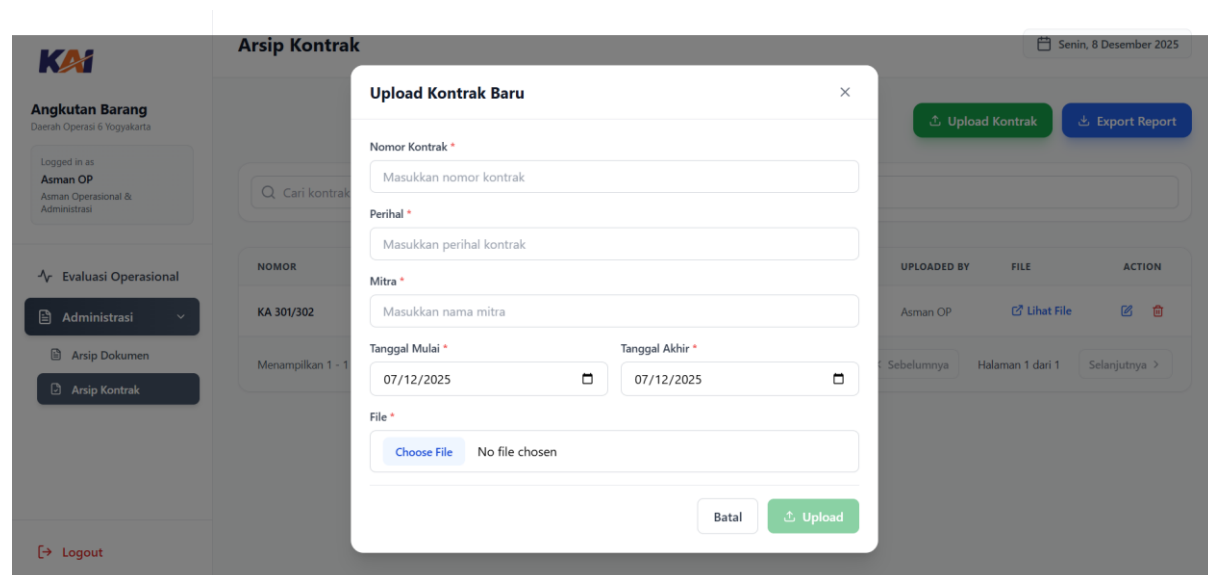 KAI
Angkutan Barang
Daerah Operasi 6 Yogyakarta
Logged in as
Asman OP
Asman Operasional &
Administrasi
Evaluasi Operasional
Administrasi
Arsip Dokumen
Arsip Kontrak
Logout
Arsip Kontrak
Senin, 8 Desember 2025
Upload Kontrak
Export Report
Cari kontrak
NOMOR
UPLOADED BY
FILE
ACTION
KA 301/302
Asman OP
Lihat File
Menampilkan 1 - 1
Sebelumnya
Halaman 1 dari 1
Selanjutnya
Upload Kontrak Baru
Nomor Kontrak *
Masukkan nomor kontrak
Perihal *
Masukkan perihal kontrak
Mitra *
Masukkan nama mitra
Tanggal Mulai *
Tanggal Akhir *
07/12/2025
07/12/2025
File *
Choose File No file chosen
Batal
Upload